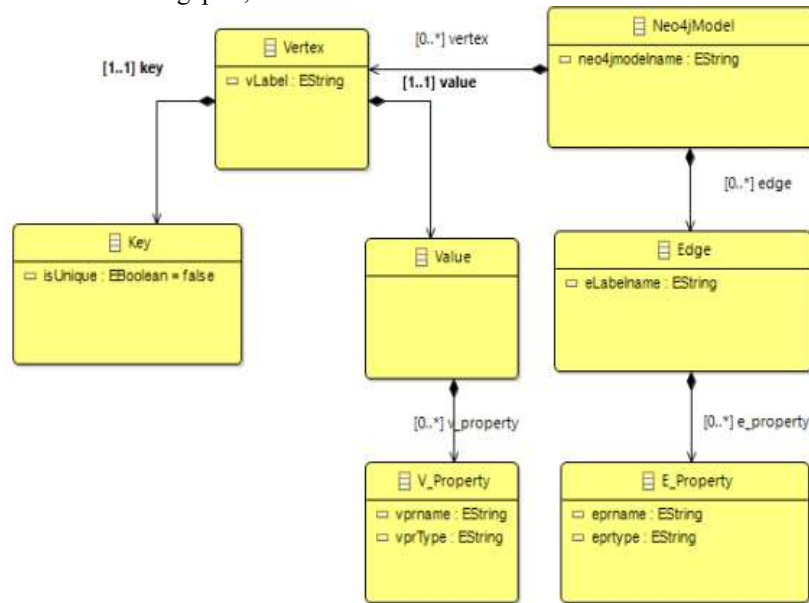 Vertex
vLabel : EString
[0..*] vertex
Neo4jModel
neo4jmodelname : EString
[1..1] key
[1..1] value
[0..*] edge
Key
isUnique : EBoolean = false
Value
Edge
eLabelname : EString
[0..*] v_property
[0..*] e_property
V_Property
vprname : EString
vprType : EString
E_Property
eprname : EString
eprtype : EString